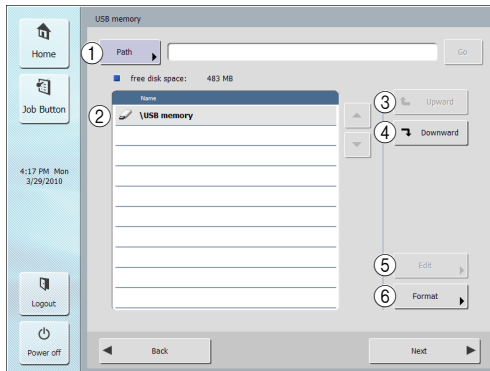 USB memory
Home
1
Path
Go
free disk space: 483 MB
Job Button
Name
2
\USB memory
3
Upward
4
Downward
4:17 PM Mon
3/29/2010
5
Edit
6
Format
Logout
Power off
Back
Next